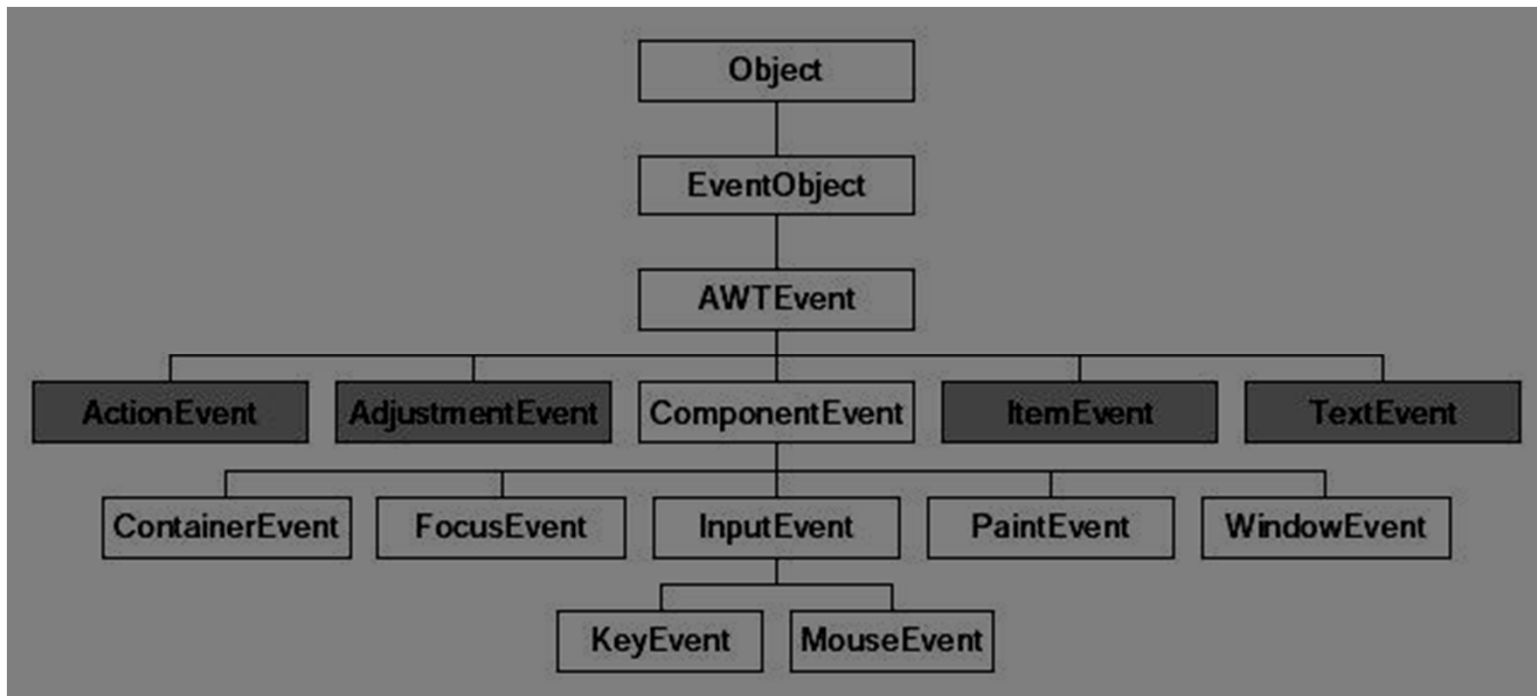 Object
EventObject
AWTEvent
ActionEvent
AdjustmentEvent
ComponentEvent
ItemEvent
TextEvent
ContainerEvent
FocusEvent
InputEvent
PaintEvent
WindowEvent
KeyEvent
MouseEvent